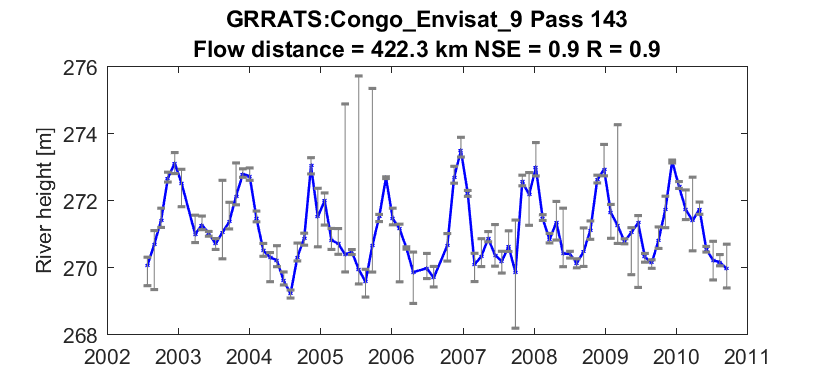 GRRATS:Congo_Envisat_9 Pass 143
Flow distance = 422.3 km NSE = 0.9 R = 0.9
276
274
272
270
268
River height [m]
2002 2003 2004 2005 2006 2007 2008 2009 2010 2011